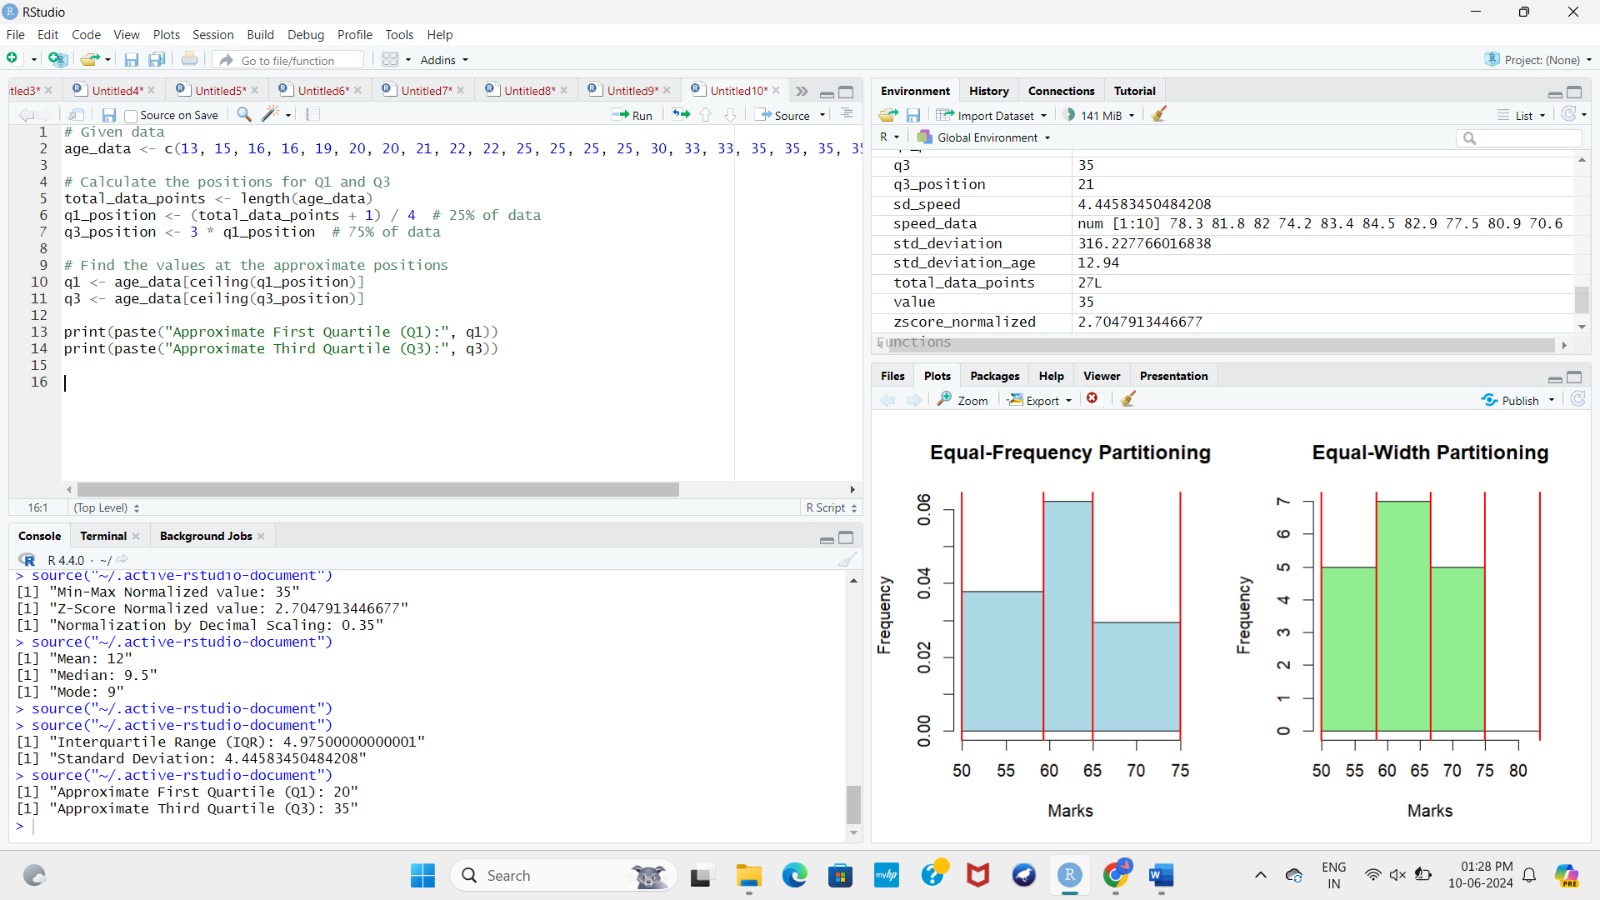 RStudio
File Edit Code View Plots Session Build Debug Profile Tools Help
Go to file/function Addins Project: (None)
tled3* Untitled4* Untitled5* Untitled6* Untitled7* Untitled8* Untitled9* Untitled10*
Source on Save Run Source
1 # Given data
2 age_data <- c(13, 15, 16, 16, 19, 20, 20, 21, 22, 22, 25, 25, 25, 25, 30, 33, 33, 35, 35, 35, 3
3
4 # Calculate the positions for Q1 and Q3
5 total_data_points <- length(age_data)
6 q1_position <- (total_data_points + 1) / 4  # 25% of data
7 q3_position <- 3 * q1_position  # 75% of data
8
9 # Find the values at the approximate positions
10 q1 <- age_data[ceiling(q1_position)]
11 q3 <- age_data[ceiling(q3_position)]
12
13 print(paste("Approximate First Quartile (Q1):", q1))
14 print(paste("Approximate Third Quartile (Q3):", q3))
15
16
16:1 (Top Level) R Script
Console Terminal Background Jobs
R 4.4.0 · ~/
> source("~/.active-rstudio-document")
[1] "Min-Max Normalized value: 35"
[1] "Z-Score Normalized value: 2.7047913446677"
[1] "Normalization by Decimal Scaling: 0.35"
> source("~/.active-rstudio-document")
[1] "Mean: 12"
[1] "Median: 9.5"
[1] "Mode: 9"
> source("~/.active-rstudio-document")
> source("~/.active-rstudio-document")
[1] "Interquartile Range (IQR): 4.97500000000001"
[1] "Standard Deviation: 4.44583450484208"
> source("~/.active-rstudio-document")
[1] "Approximate First Quartile (Q1): 20"
[1] "Approximate Third Quartile (Q3): 35"
>
Environment History Connections Tutorial
Import Dataset 141 MiB List
R Global Environment
q3 35
q3_position 21
sd_speed 4.44583450484208
speed_data num [1:10] 78.3 81.8 82 74.2 83.4 84.5 82.9 77.5 80.9 70.6
std_deviation 316.227766016838
std_deviation_age 12.94
total_data_points 27L
value 35
zscore_normalized 2.7047913446677
Functions
Files Plots Packages Help Viewer Presentation
Zoom Export Publish
Equal-Frequency Partitioning
Frequency
0.06
0.04
0.02
0.00
50 55 60 65 70 75
Marks
Equal-Width Partitioning
Frequency
7
6
5
4
3
2
1
0
50 55 60 65 70 75 80
Marks
Search
myhp
ENG
IN
01:28 PM
10-06-2024
PRE